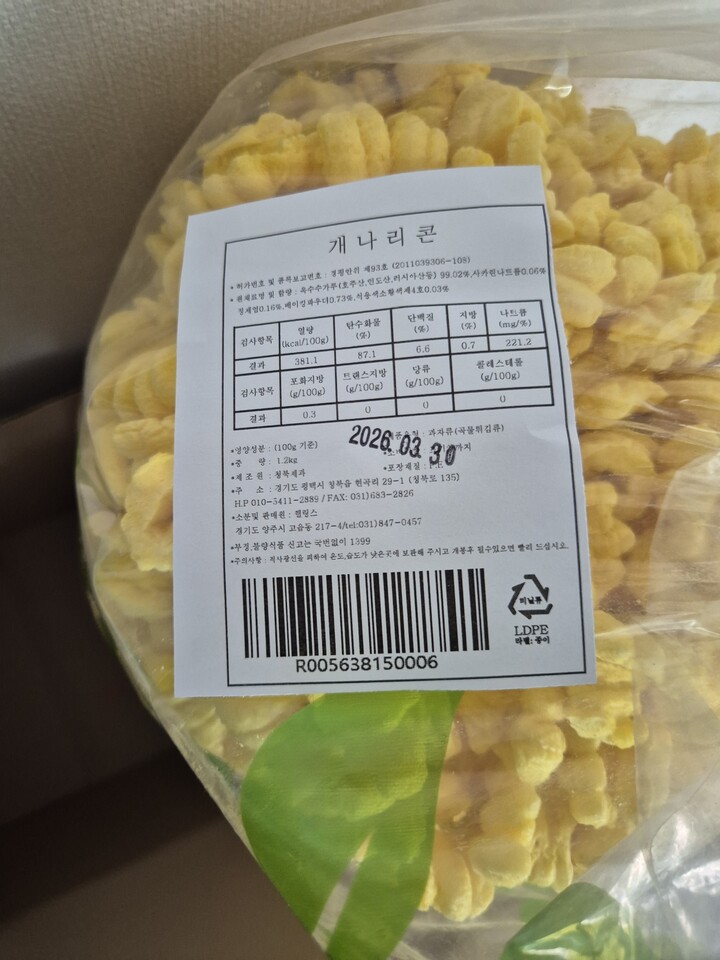 개나리콘
* 허가번호 및 품목보고번호 : 경평안위 제93호 (2011039306-108)
* 원재료명 및 함량 : 옥수수가루(호주산,인도산,러시아산등) 99.02%,사카린나트륨0.06%
정제염0.16%,베이킹파우더0.73%,식용색소황색제4호0.03%
검사항목 열량 (kcal/100g) 탄수화물 (%) 단백질 (%) 지방 (%) 나트륨 (mg/%)
결과 381.1 87.1 6.6 0.7 221.2
검사항목 포화지방 (g/100g) 트랜스지방 (g/100g) 당류 (g/100g) 콜레스테롤 (g/100g)
결과 0.3 0 0 0
2026.03.30
*영양성분 : (100g 기준)
과자류(곡물튀김류)
*중 량 : 1.2kg
까지
*제 조 원 : 청북제과
*포장재질 : P.E
*주 소 : 경기도 평택시 청북읍 현곡리 29-1 (청북로 135)
H.P 010-5411-2889 / FAX: 031)683-2826
*소분및 판매원 : 웰링스
경기도 양주시 고읍동 217-4/tel:031)847-0457
*부정,불량식품 신고는 국번없이 1399
*주의사항 : 직사광선을 피하여 온도,습도가 낮은곳에 보관해 주시고 개봉후 될수있으면 빨리 드십시오.
R005638150006
비닐류
LDPE
라벨: 종이